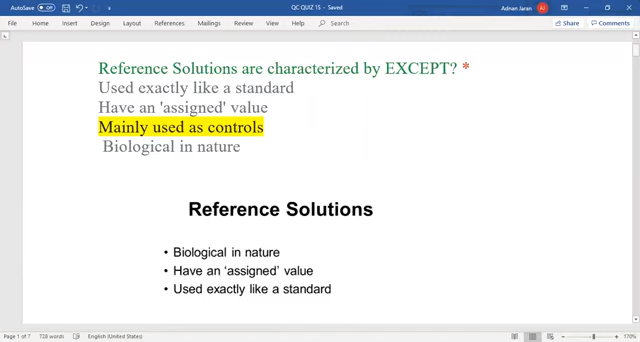 AutoSave Off
QC QUIZ 15 - Saved
Adnan Jaran AJ
File Home Insert Draw Design Layout References Mailings Review View Help Search
Share Comments
Reference Solutions are characterized by EXCEPT? *
Used exactly like a standard
Have an 'assigned' value
Mainly used as controls
Biological in nature
Reference Solutions
• Biological in nature
• Have an ‘assigned’ value
• Used exactly like a standard
Page 1 of 7 728 words English (United States) 170%